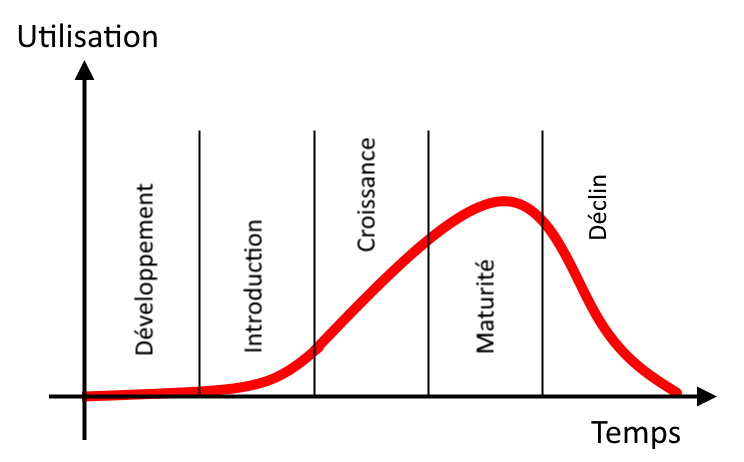 Utilisation
Développement
Introduction
Croissance
Maturité
Déclin
Temps